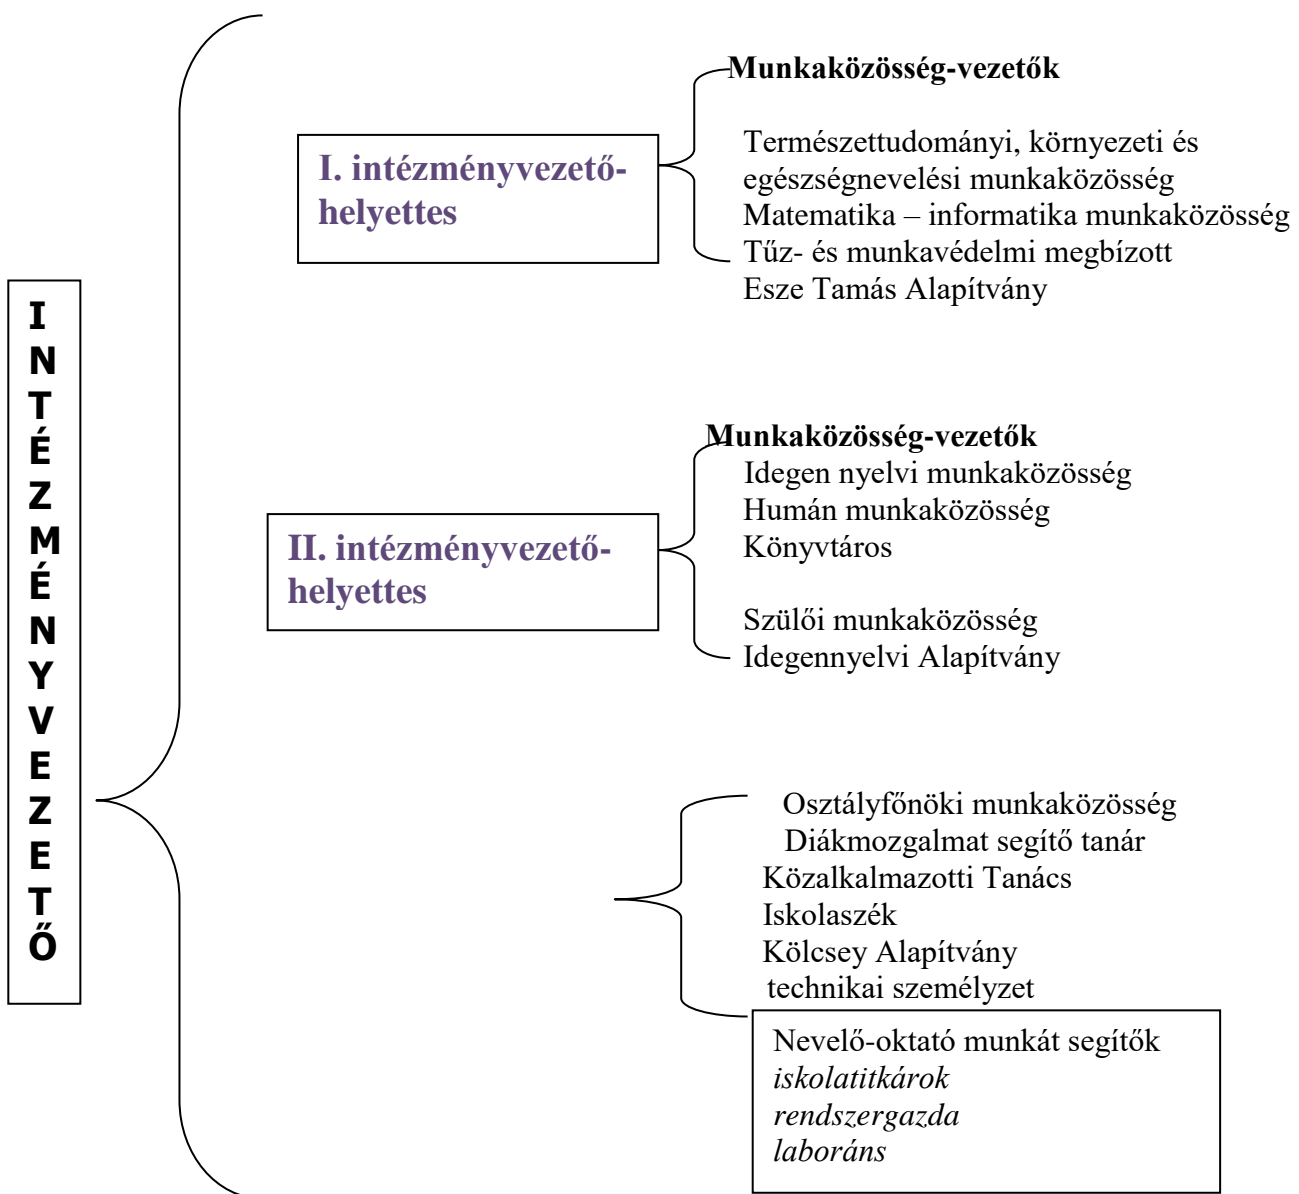 INTÉZMÉNYVEZETŐ
I. intézményvezető-
helyettes
Munkaközösség-vezetők
Természettudományi, környezeti és
egészségnevelési munkaközösség
Matematika – informatika munkaközösség
Tűz- és munkavédelmi megbízott
Esze Tamás Alapítvány
II. intézményvezető-
helyettes
Munkaközösség-vezetők
Idegen nyelvi munkaközösség
Humán munkaközösség
Könyvtáros
Szülői munkaközösség
Idegennyelvi Alapítvány
Osztályfőnöki munkaközösség
Diákmozgalmat segítő tanár
Közalkalmazotti Tanács
Iskolaszék
Kölcsey Alapítvány
technikai személyzet
Nevelő-oktató munkát segítők
iskolatitkárok
rendszergazda
laboráns